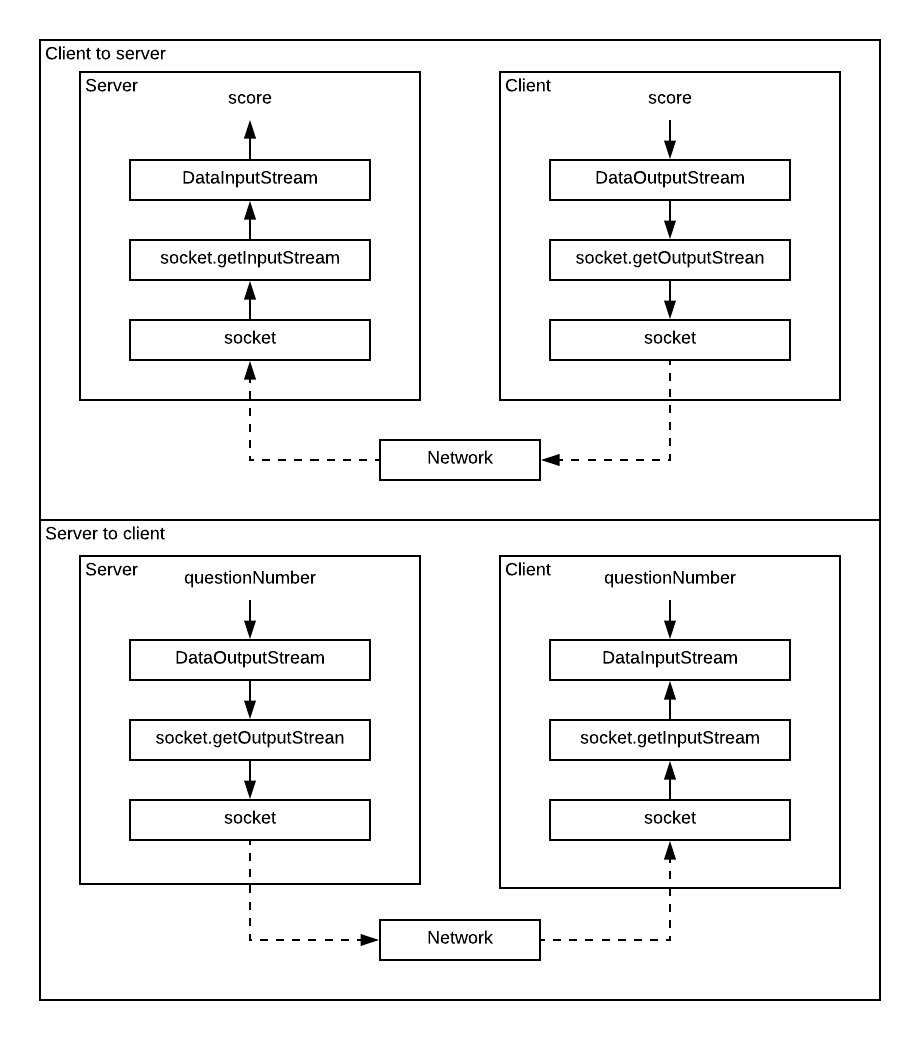 Client to server
Server
score
DataInputStream
socket.getInputStream
socket
Client
score
DataOutputStream
socket.getOutputStrean
socket
Network
Server to client
Server
questionNumber
DataOutputStream
socket.getOutputStrean
socket
Client
questionNumber
DataInputStream
socket.getInputStream
socket
Network